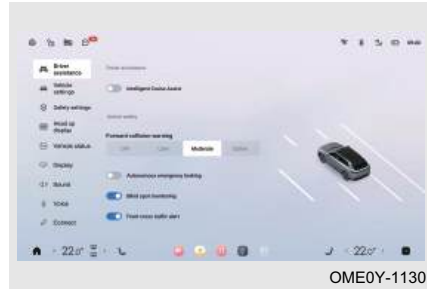 Driver
assistance
Intelligent Cruise Assist
Vehicle
settings
Safety settings
Head up
display
Forward collision warning
Moderate
Vehicle status
Display
Autonomous emergency braking
Sound
Blind spot monitoring
Voice
Front cross traffic alert
Connect
22.0°
22.0°
OME0Y-1130